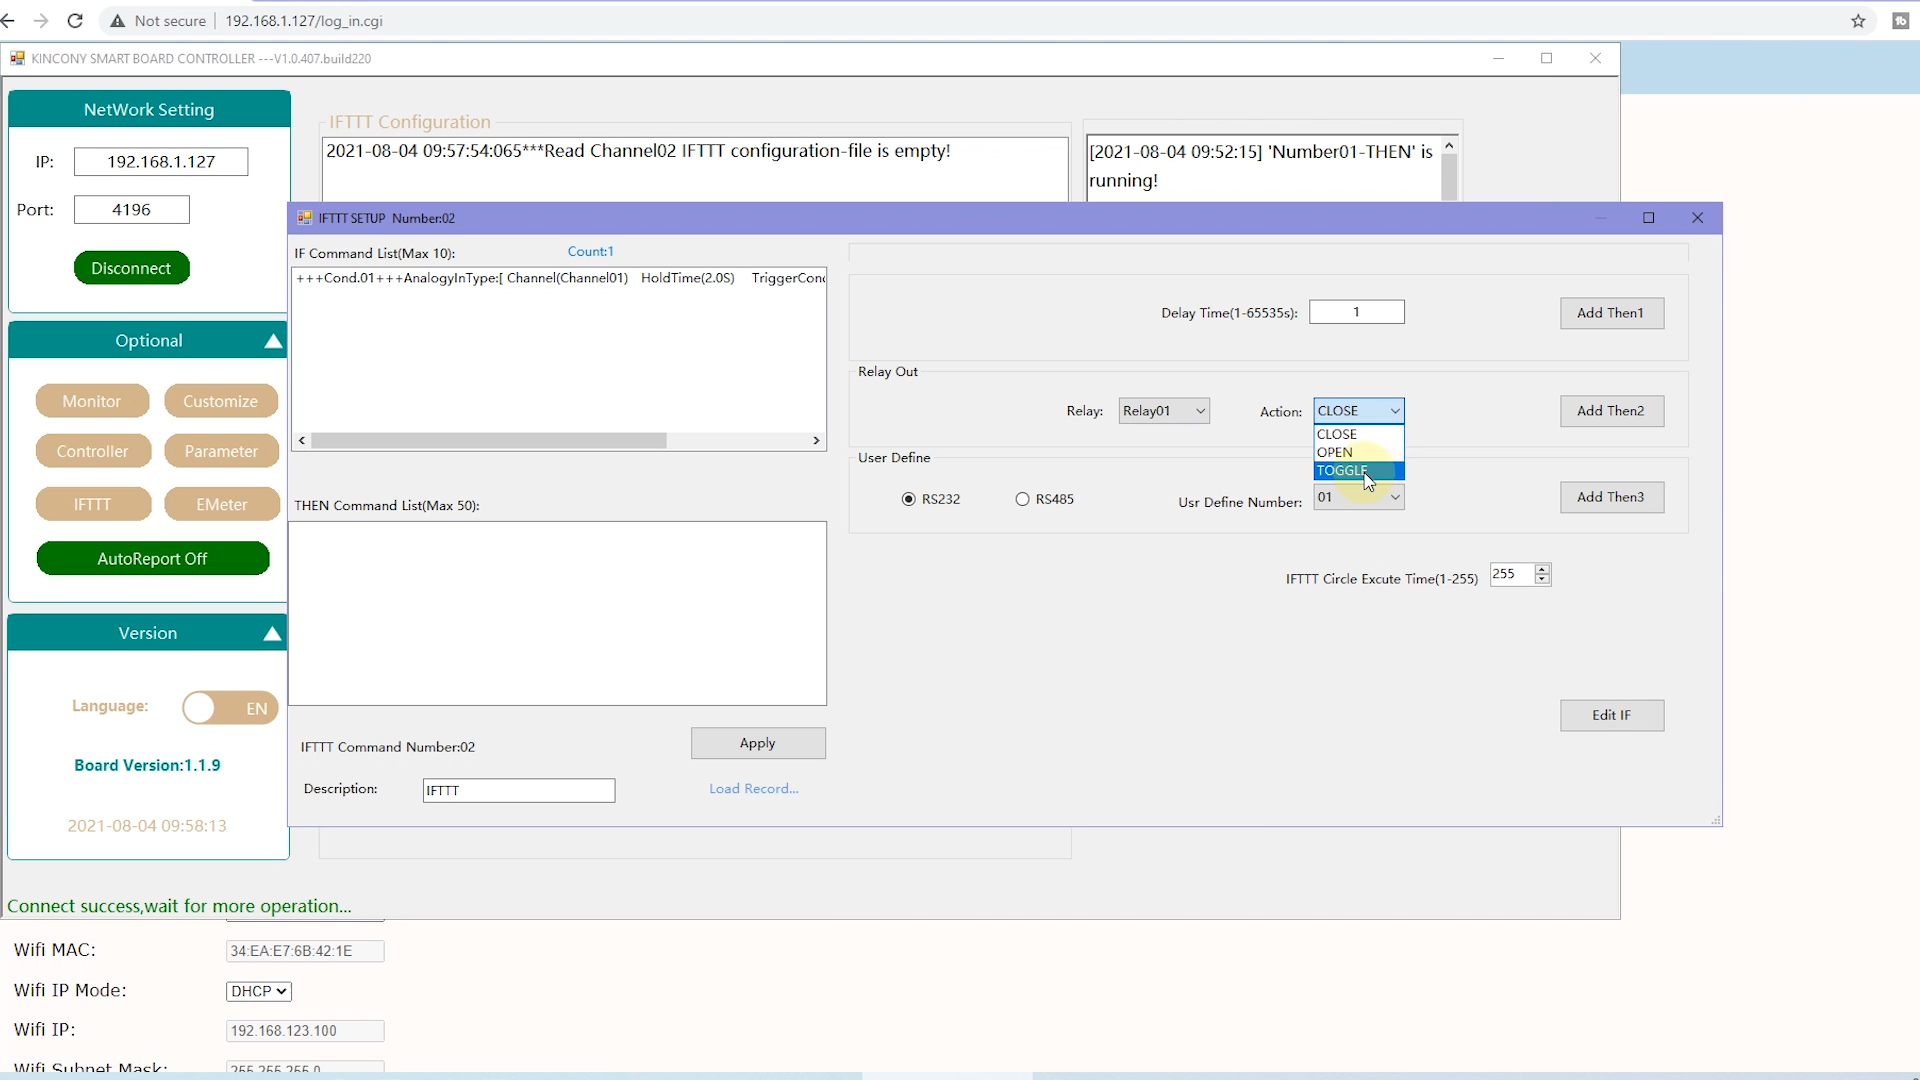 Not secure
192.168.1.127/log_in.cgi
KINCONY SMART BOARD CONTROLLER ---V1.0.407.build220
NetWork Setting
IP:
192.168.1.127
Port:
4196
Disconnect
IFTTT Configuration
2021-08-04 09:57:54:065***Read Channel02 IFTTT configuration-file is empty!
[2021-08-04 09:52:15] 'Number01-THEN' is
running!
IFTTT SETUP Number:02
IF Command List(Max 10):
Count:1
+++Cond.01+++AnalogyInType:[ Channel(Channel01) HoldTime(2.0S)
Delay Time(1-65535s):
1
Add Then1
Relay Out
Relay:
Relay01
Action:
CLOSE
Add Then2
CLOSE
OPEN
TOGGLE
User Define
RS232
RS485
Usr Define Number:
01
Add Then3
IFTTT Circle Excute Time(1-255)
255
Edit IF
THEN Command List(Max 50):
IFTTT Command Number:02
Apply
Description:
IFTTT
Load Record...
Optional
Monitor
Customize
Controller
Parameter
IFTTT
EMeter
AutoReport Off
Version
Language:
EN
Board Version:1.1.9
2021-08-04 09:58:13
Connect success,wait for more operation...
Wifi MAC:
34:EA:E7:6B:42:1E
Wifi IP Mode:
DHCP
Wifi IP:
192.168.123.100
Wifi Subnet Mask:
255.255.255.0